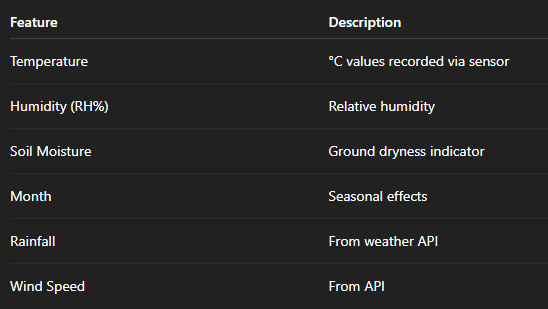 Feature Description
Temperature °C values recorded via sensor
Humidity (RH%) Relative humidity
Soil Moisture Ground dryness indicator
Month Seasonal effects
Rainfall From weather API
Wind Speed From API